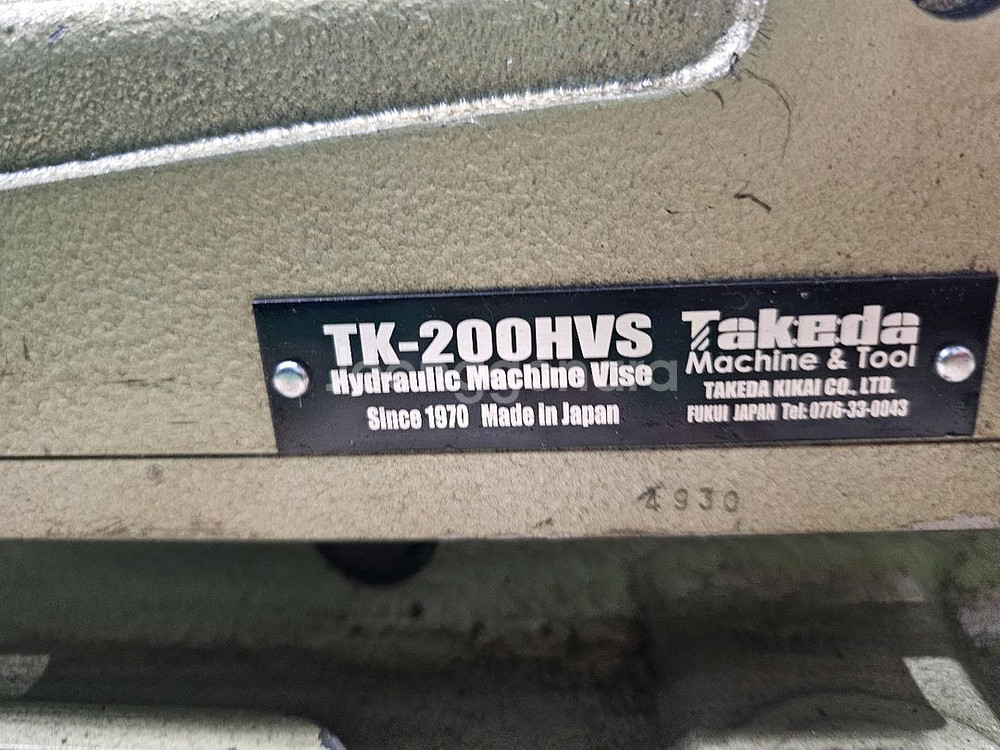 TK-200HVS
Hydraulic Machine Vise
Since 1970 Made in Japan
Takeda
Machine & Tool
TAKEDA KIKAI CO., LTD.
FUKUI JAPAN Tel: 0776-33-0043
4930